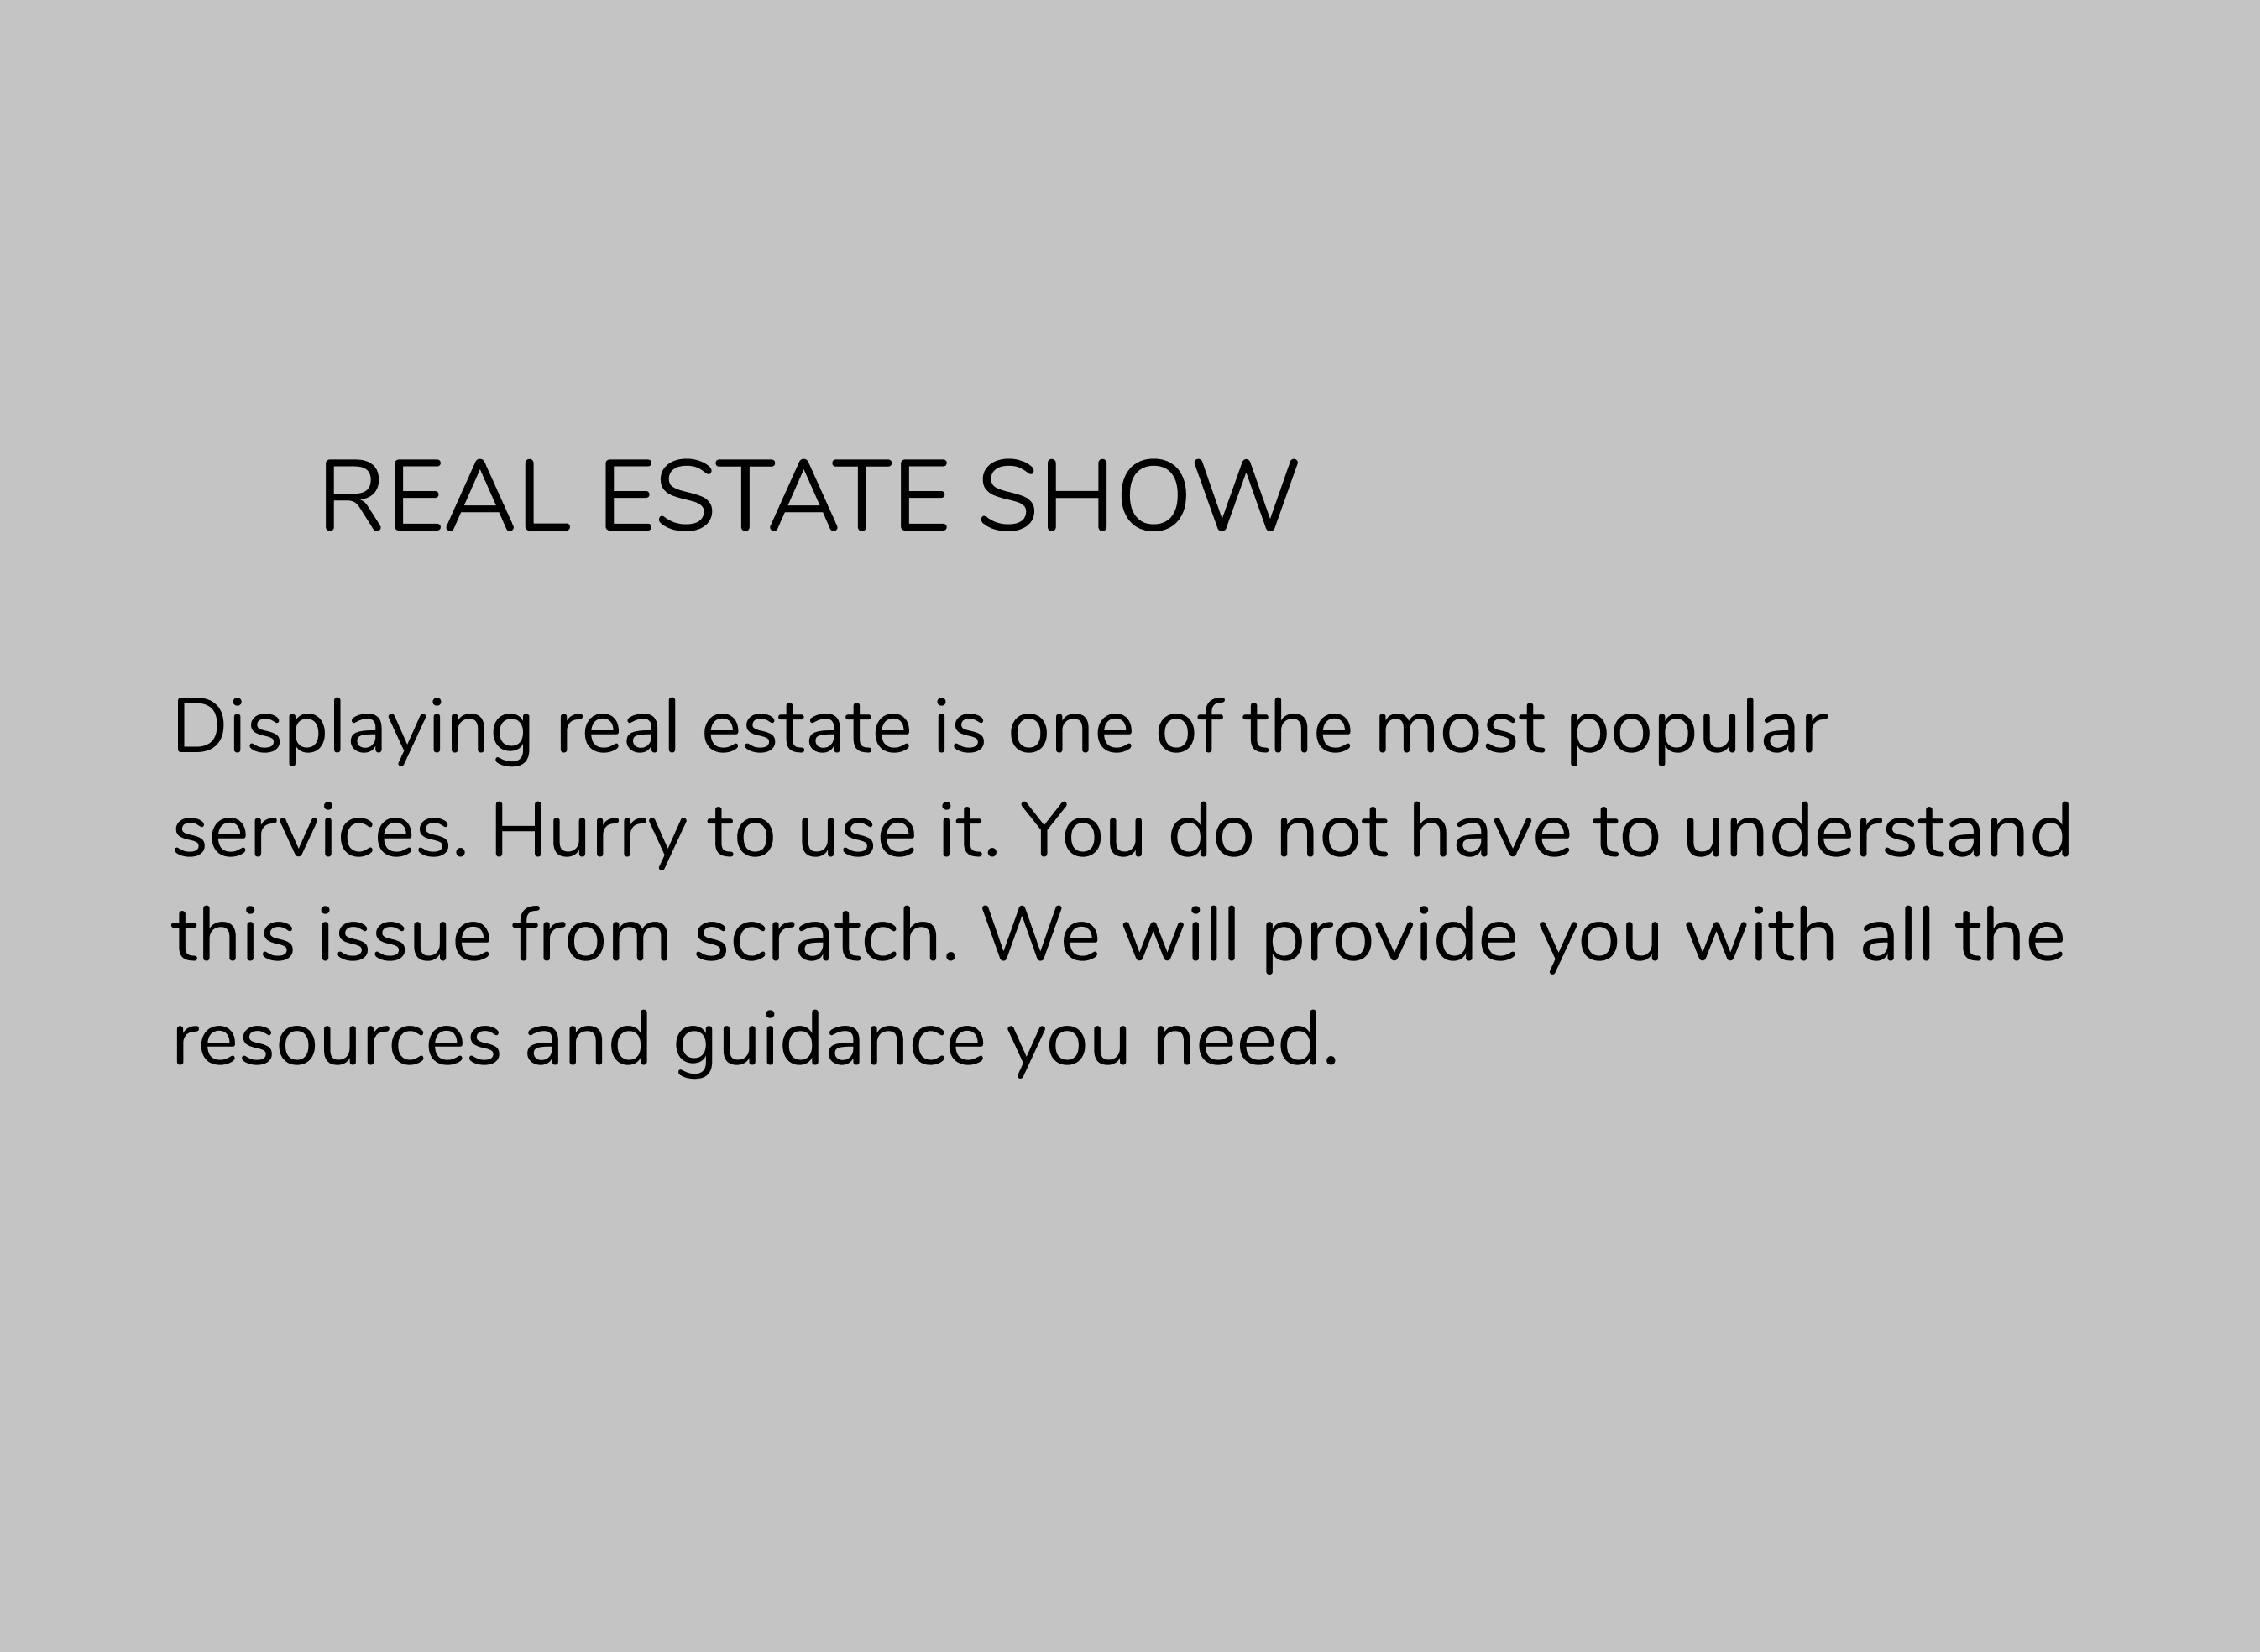 REAL ESTATE SHOW
Displaying real estate is one of the most popular
services. Hurry to use it. You do not have to understand
this issue from scratch. We will provide you with all the
resources and guidance you need.